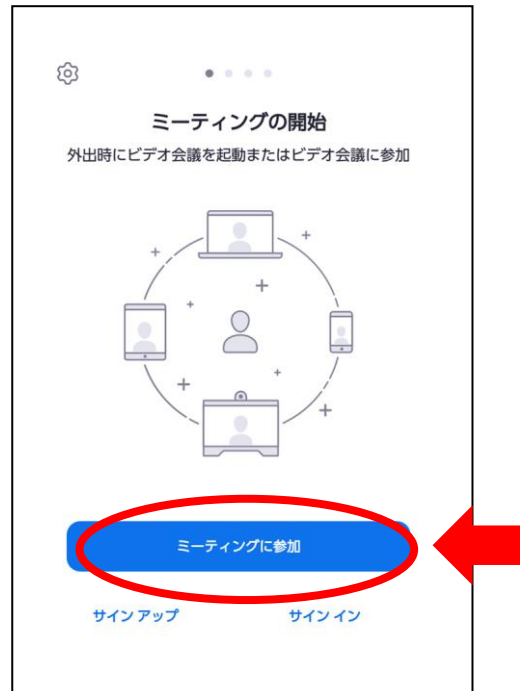 ミーティングの開始
外出時にビデオ会議を起動またはビデオ会議に参加
ミーティングに参加
サイン アップ
サイン イン